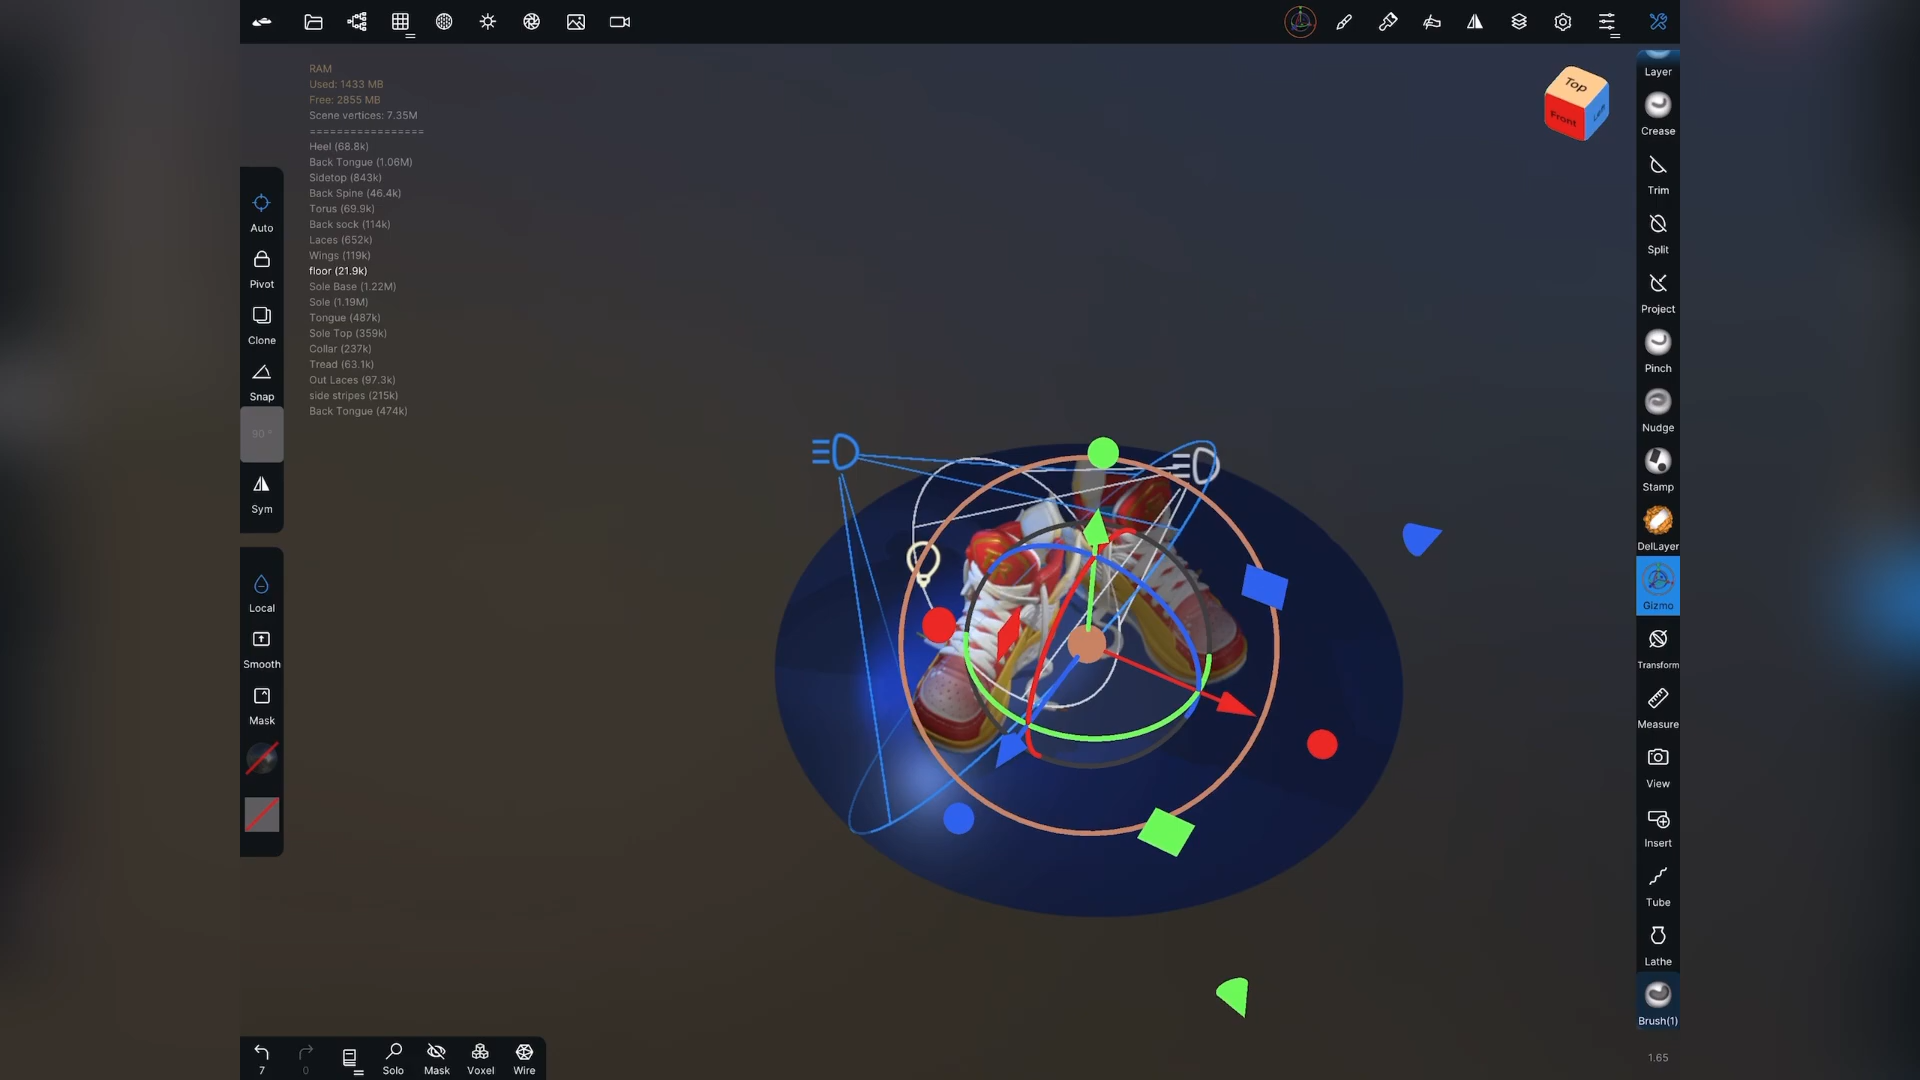 RAM
Used: 1433 MB
Free: 2855 MB
Scene vertices: 7.35M
=================
Heel (68.8k)
Back Tongue (1.06M)
Sidetop (843k)
Back Spine (46.4k)
Torus (69.9k)
Back sock (114k)
Laces (652k)
Wings (119k)
floor (21.9k)
Sole Base (1.22M)
Sole (1.19M)
Tongue (487k)
Sole Top (359k)
Collar (237k)
Tread (63.1k)
Out Laces (97.3k)
side stripes (215k)
Back Tongue (474k)
Auto
Pivot
Clone
Snap
90 °
Sym
Local
Smooth
Mask
7
0
Solo
Mask
Voxel
Wire
Top
Front
Left
Layer
Crease
Trim
Split
Project
Pinch
Nudge
Stamp
DelLayer
Gizmo
Transform
Measure
View
Insert
Tube
Lathe
Brush(1)
1.65